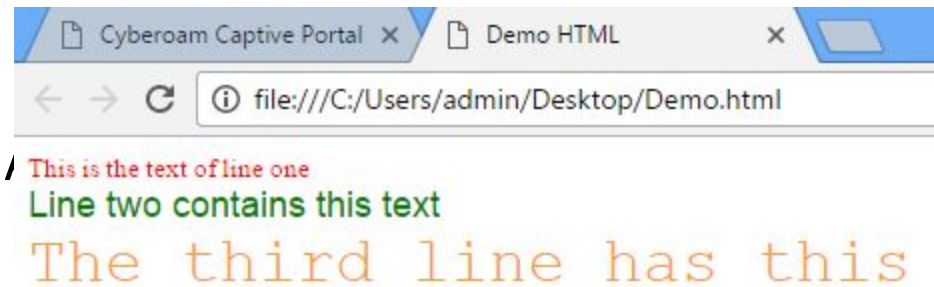 Cyberoam Captive Portal × Demo HTML ×
file:///C:/Users/admin/Desktop/Demo.html
This is the text of line one
Line two contains this text
The third line has this